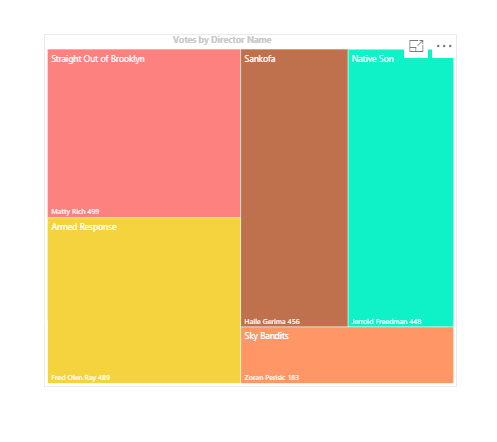 Votes by Director Name
Straight Out of Brooklyn
Matty Rich 499
Armed Response
Fred Olen Ray 489
Sankofa
Haile Gerima 456
Native Son
Jerrold Freedman 448
Sky Bandits
Zoran Perisic 183